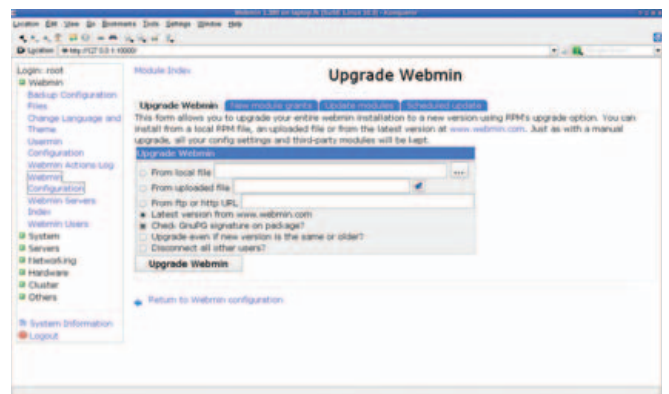 Location Edit View Go Bookmarks Tools Settings Window Help
Location
Login: root
Webmin
Backup Configuration
Files
Change Language and
Theme
Usermin
Configuration
Webmin Actions Log
Webmin
Configuration
Webmin Servers
Index
Webmin Users
System
Servers
Networking
Hardware
Cluster
Others
System Information
Logout
Module Index
Upgrade Webmin
Upgrade Webmin New module grants Update modules Scheduled update
This form allows you to upgrade your entire webmin installation to a new version using RPM's upgrade option. You can
install from a local RPM file, an uploaded file or from the latest version at www.webmin.com. Just as with a manual
upgrade, all your config settings and third-party modules will be kept.
Upgrade Webmin
From local file ...
From uploaded file
From ftp or http URL
Latest version from www.webmin.com
Check GnuPG signature on package?
Upgrade even if new version is the same or older?
Disconnect all other users?
Upgrade Webmin
Return to Webmin configuration